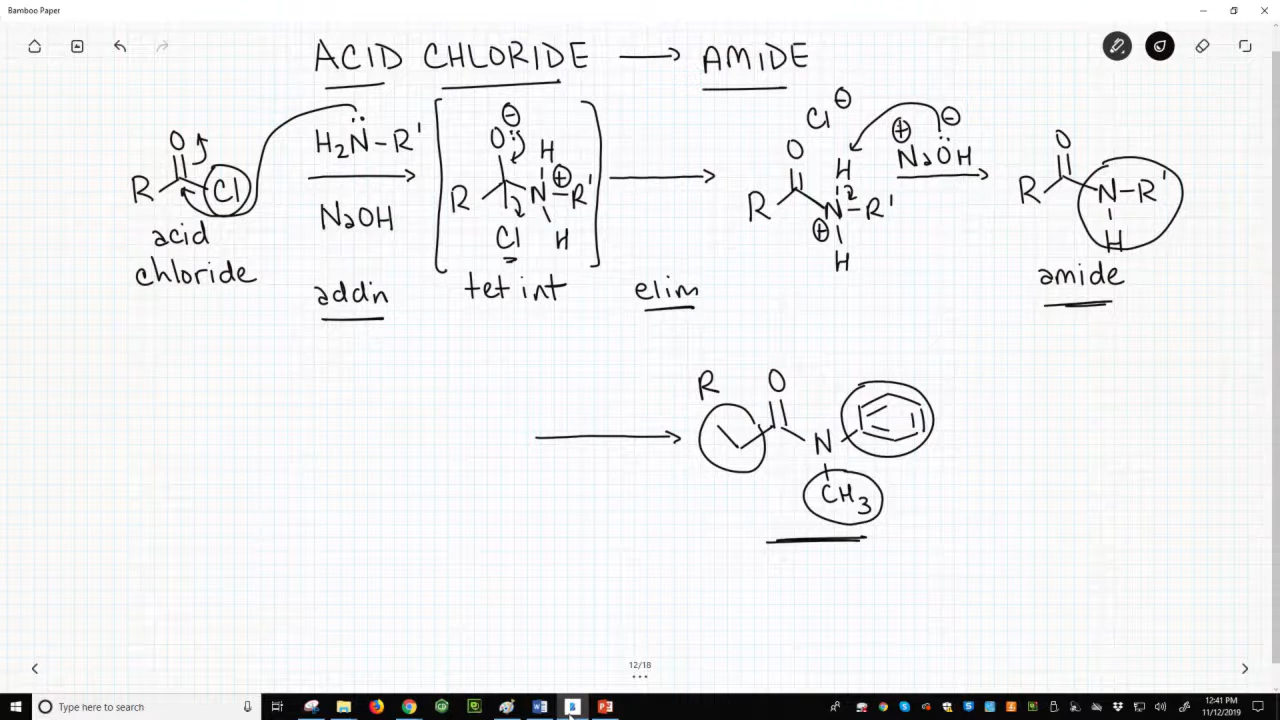 Bamboo Paper
ACID CHLORIDE → AMIDE
O
R
Cl
acid
chloride
H₂N–R'
NaOH
add'n
⊖
O
H
R
N
⊕
R'
Cl
H
tet int
elim
Cl ⊖
O
H
R
N–R'
⊕
H
⊕ ⊖
NaOH
O
R
N–R'
H
amide
R
O
N
CH₃
12/18
Type here to search
12:41 PM
11/12/2019